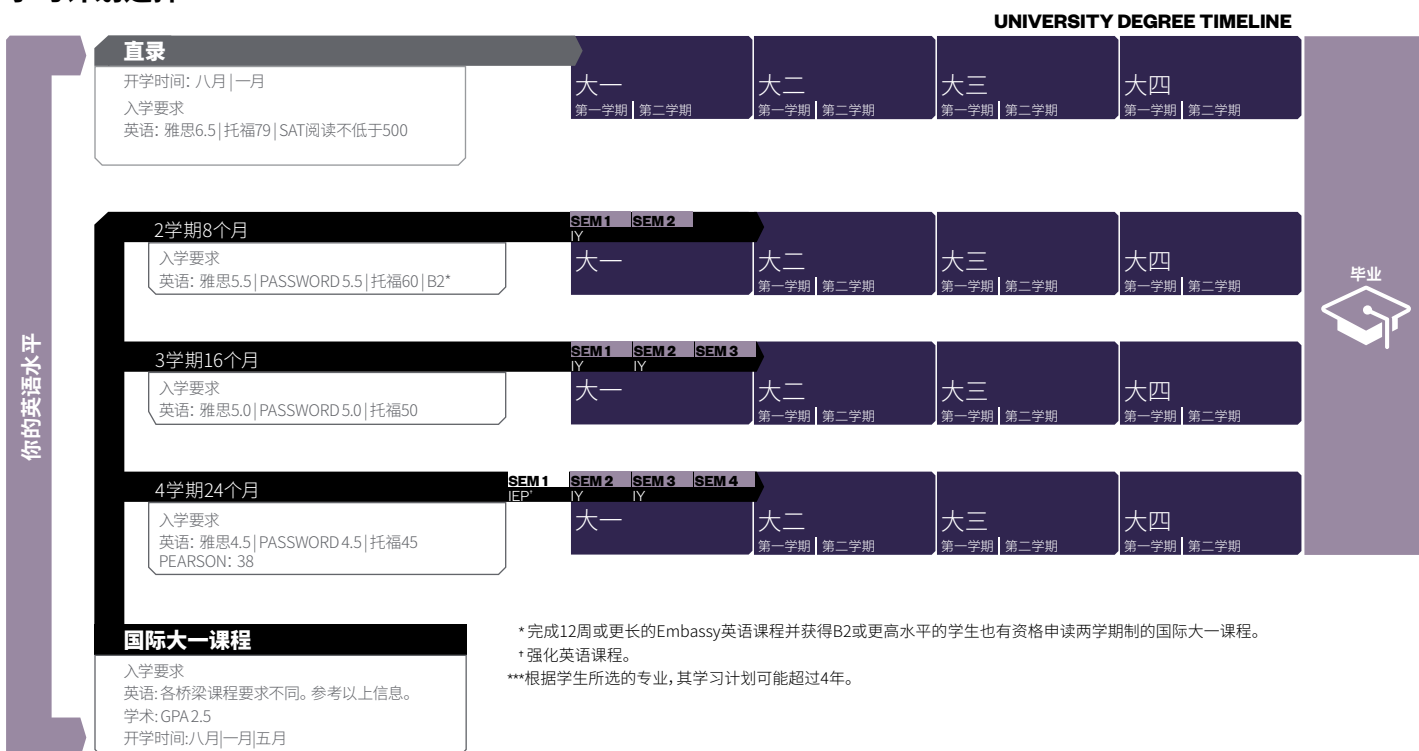 UNIVERSITY DEGREE TIMELINE
你的英语水平
直录
开学时间: 八月|一月
入学要求
英语: 雅思6.5|托福79|SAT阅读不低于500
大一
第一学期 第二学期
大二
第一学期 第二学期
大三
第一学期 第二学期
大四
第一学期 第二学期
2学期8个月
入学要求
英语: 雅思5.5|PASSWORD 5.5|托福60|B2*
SEM 1 SEM 2
IY
大一
大二
第一学期 第二学期
大三
第一学期 第二学期
大四
第一学期 第二学期
毕业
3学期16个月
入学要求
英语: 雅思5.0|PASSWORD 5.0|托福50
SEM 1 SEM 2 SEM 3
IY IY
大一
大二
第一学期 第二学期
大三
第一学期 第二学期
大四
第一学期 第二学期
4学期24个月
入学要求
英语: 雅思4.5|PASSWORD 4.5|托福45
PEARSON: 38
SEM 1 SEM 2 SEM 3 SEM 4
IEP† IY IY
大一
大二
第一学期 第二学期
大三
第一学期 第二学期
大四
第一学期 第二学期
国际大一课程
入学要求
英语:各桥梁课程要求不同。参考以上信息。
学术: GPA 2.5
开学时间:八月|一月|五月
*完成12周或更长的Embassy英语课程并获得B2或更高水平的学生也有资格申读两学期制的国际大一课程。
†强化英语课程。
***根据学生所选的专业,其学习计划可能超过4年。